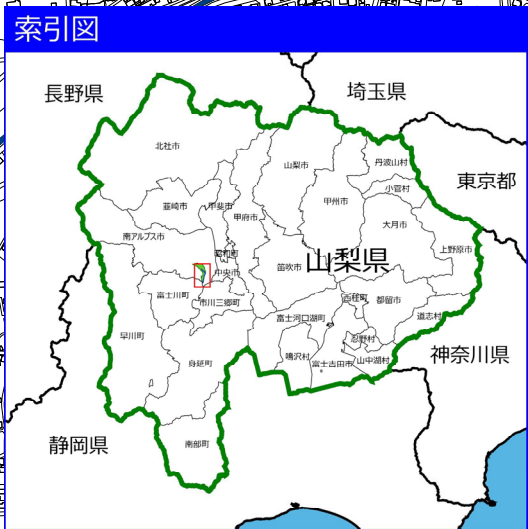 索引図
長野県
埼玉県
北杜市
山梨市
丹波山村
小菅村
東京都
韮崎市
甲斐市
甲府市
甲州市
大月市
南アルプス市
昭和町
上野原市
中央市
笛吹市
山梨県
富士川町
市川三郷町
西桂町
都留市
富士河口湖町
道志村
早川町
忍野村
身延町
鳴沢村
富士吉田市
山中湖村
神奈川県
静岡県
南部町